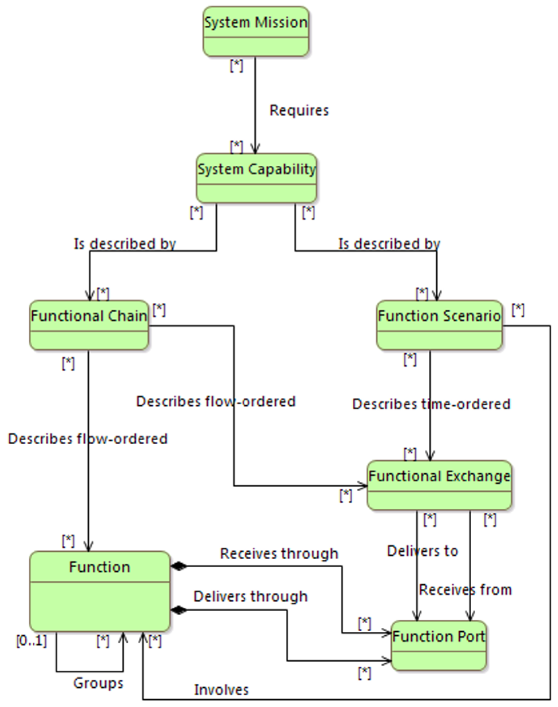 System Mission
[*]
Requires
[*]
System Capability
[*]
[*]
Is described by
Is described by
[*]
[*]
Functional Chain
[*]
Function Scenario
[*]
[*]
[*]
Describes flow-ordered
Describes time-ordered
Describes flow-ordered
[*]
Functional Exchange
[*]
[*]
[*]
[*]
Receives through
Delivers to
Function
Delivers through
Receives from
[*]
Function Port
[0..1]
[*]
[*]
[*]
Groups
Involves